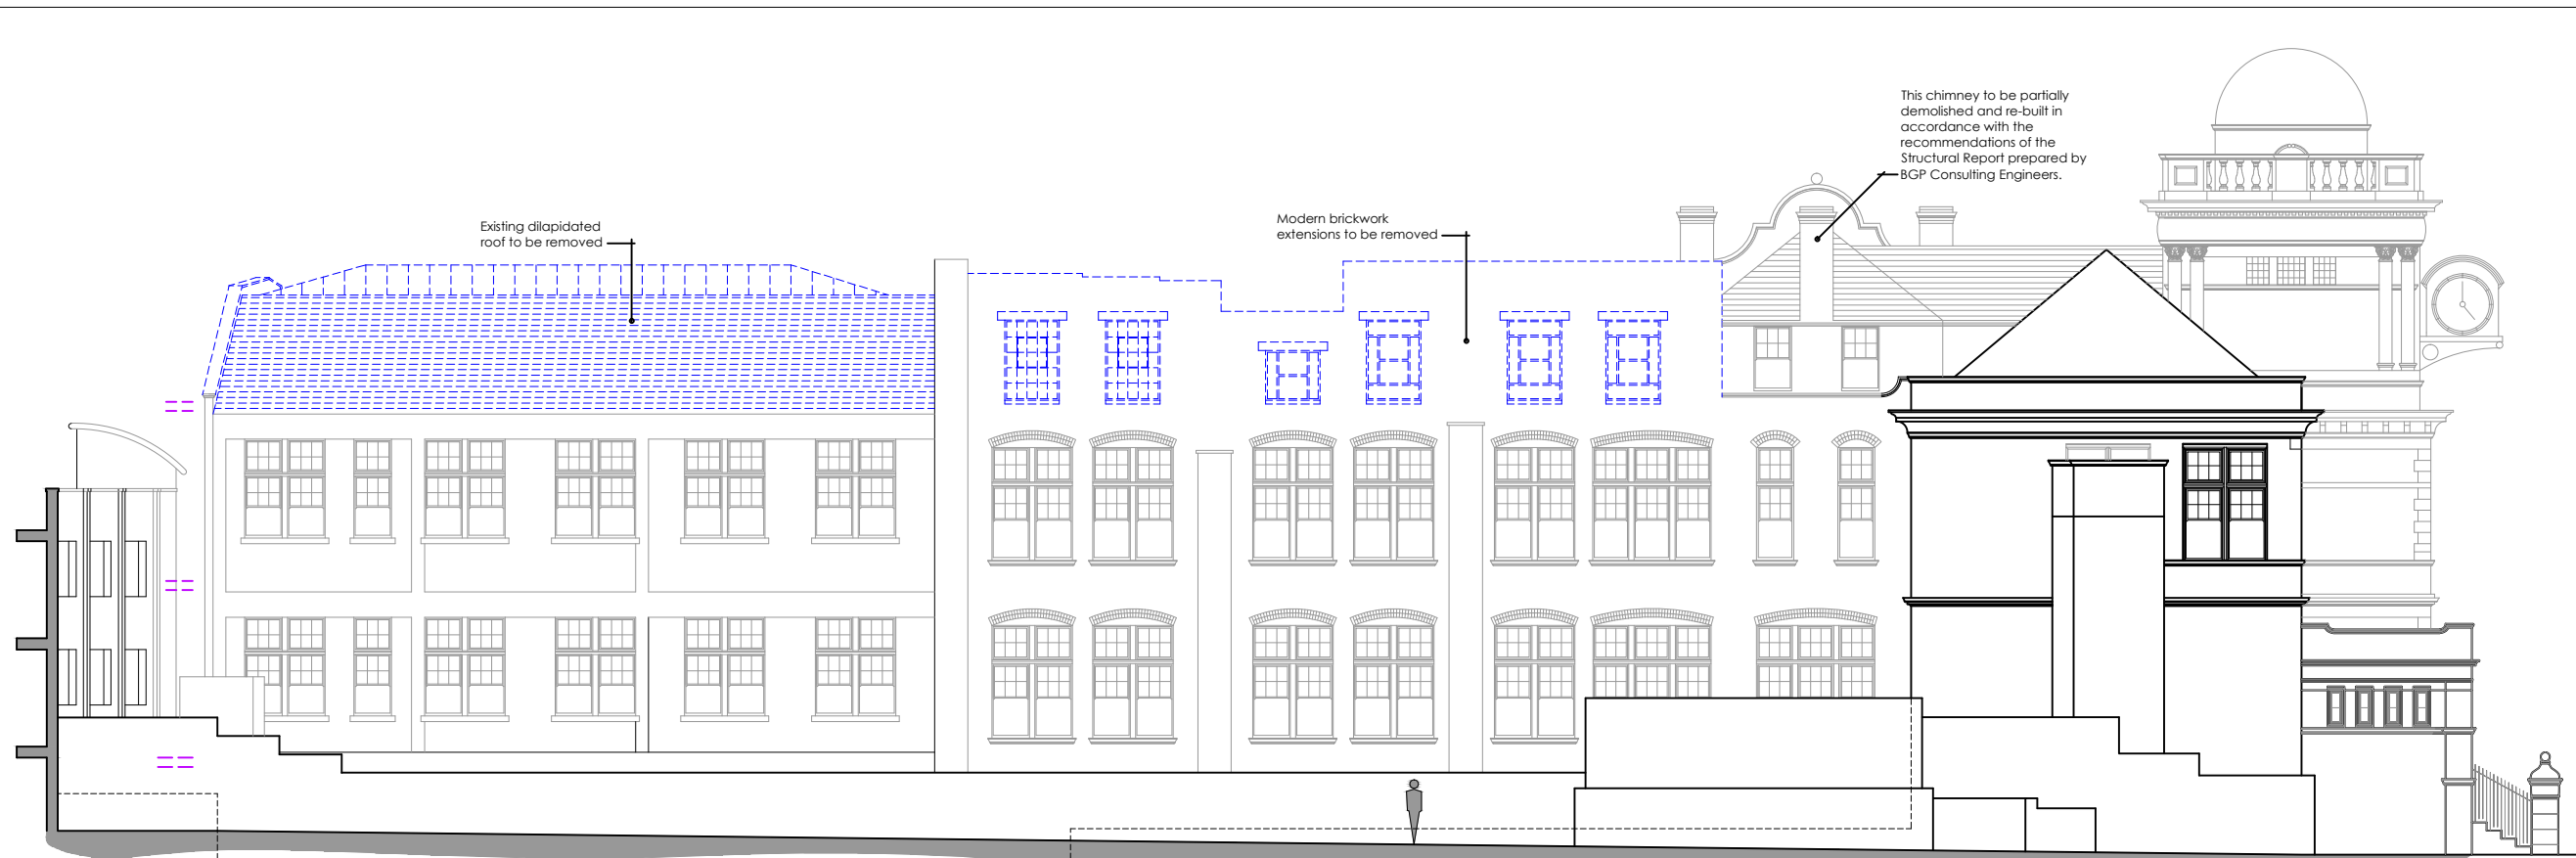 This chimney to be partially
demolished and re-built in
accordance with the
recommendations of the
Structural Report prepared by
BGP Consulting Engineers.
Existing dilapidated
roof to be removed
Modern brickwork
extensions to be removed